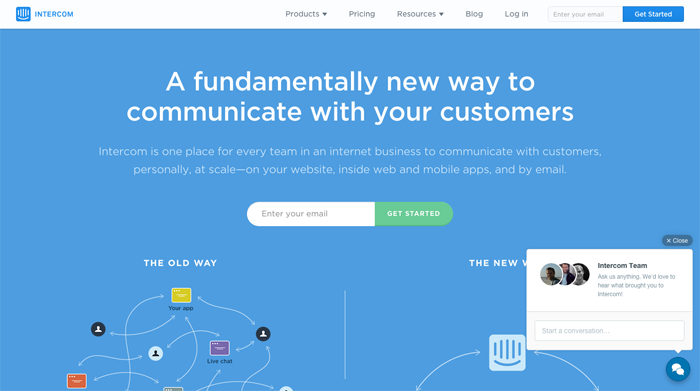 INTERCOM
Products
Pricing
Resources
Blog
Log in
Enter your email
Get Started
A fundamentally new way to
communicate with your customers
Intercom is one place for every team in an internet business to communicate with customers,
personally, at scale—on your website, inside web and mobile apps, and by email.
Enter your email
GET STARTED
THE OLD WAY
THE NEW W
Your app
Live chat
× Close
Intercom Team
Ask us anything. We'd love to
hear what brought you to
Intercom!
Start a conversation...